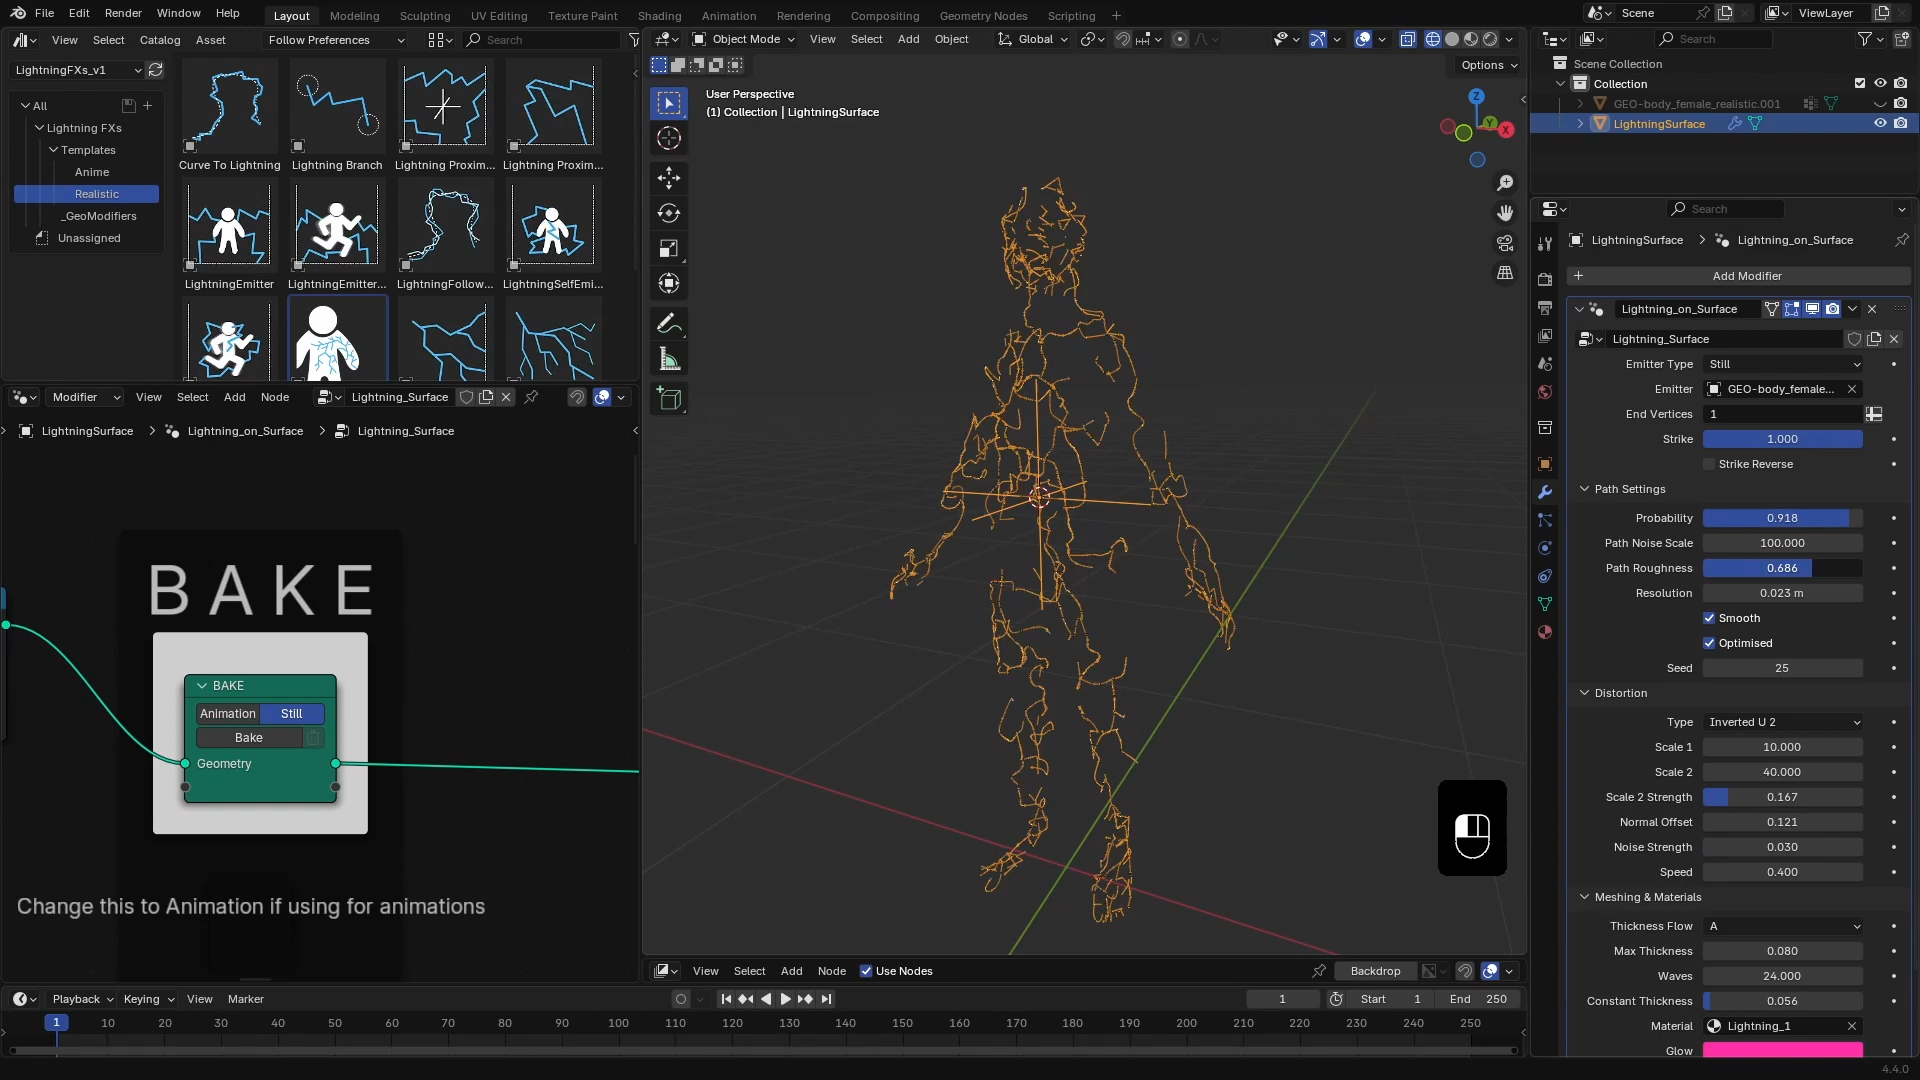 File Edit Render Window Help Layout Modeling Sculpting UV Editing Texture Paint Shading Animation Rendering Compositing Geometry Nodes Scripting Scene ViewLayer
View Select Catalog Asset Follow Preferences Search
LightningFXs_v1
All
Lightning FXs
Templates
Anime
Realistic
_GeoModifiers
Unassigned
Curve To Lightning Lightning Branch Lightning Proxim... Lightning Proxim...
LightningEmitter LightningEmitter... LightningFollow... LightningSelfEmi...
Modifier View Select Add Node Lightning_Surface
LightningSurface Lightning_on_Surface Lightning_Surface
BAKE
BAKE
Animation Still
Bake
Geometry
Change this to Animation if using for animations
Object Mode View Select Add Object Global
Options
User Perspective
(1) Collection | LightningSurface
Z
Y
X
View Select Add Node Use Nodes Backdrop
Playback Keying View Marker 1 Start 1 End 250
1 10 20 30 40 50 60 70 80 90 100 110 120 130 140 150 160 170 180 190 200 210 220 230 240 250
Search
Scene Collection
Collection
GEO-body_female_realistic.001
LightningSurface
Search
LightningSurface Lightning_on_Surface
Add Modifier
Lightning_on_Surface
Lightning_Surface
Emitter Type Still
Emitter GEO-body_female...
End Vertices 1
Strike 1.000
Strike Reverse
Path Settings
Probability 0.918
Path Noise Scale 100.000
Path Roughness 0.686
Resolution 0.023 m
Smooth
Optimised
Seed 25
Distortion
Type Inverted U 2
Scale 1 10.000
Scale 2 40.000
Scale 2 Strength 0.167
Normal Offset 0.121
Noise Strength 0.030
Speed 0.400
Meshing & Materials
Thickness Flow A
Max Thickness 0.080
Waves 24.000
Constant Thickness 0.056
Material Lightning_1
Glow
4.4.0